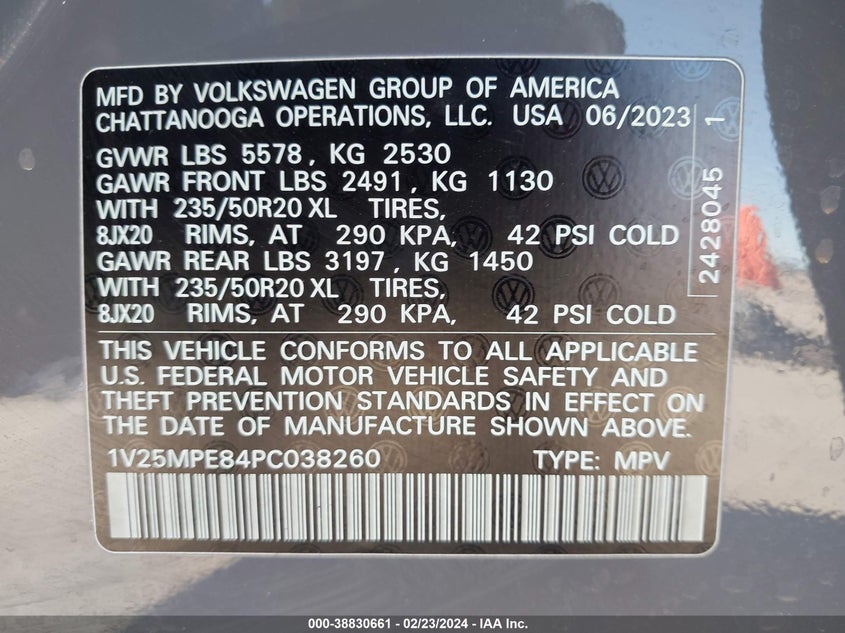 MFD BY VOLKSWAGEN GROUP OF AMERICA
CHATTANOOGA OPERATIONS, LLC. USA 06/2023
GVWR LBS 5578, KG 2530
GAWR FRONT LBS 2491, KG 1130
WITH 235/50R20 XL TIRES,
8JX20 RIMS, AT 290 KPA, 42 PSI COLD
GAWR REAR LBS 3197, KG 1450
WITH 235/50R20 XL TIRES,
8JX20 RIMS, AT 290 KPA, 42 PSI COLD
2428045 1
THIS VEHICLE CONFORMS TO ALL APPLICABLE
U.S. FEDERAL MOTOR VEHICLE SAFETY AND
THEFT PREVENTION STANDARDS IN EFFECT ON
THE DATE OF MANUFACTURE SHOWN ABOVE.
1V25MPE84PC038260 TYPE: MPV
000-38830661 - 02/23/2024 - IAA Inc.